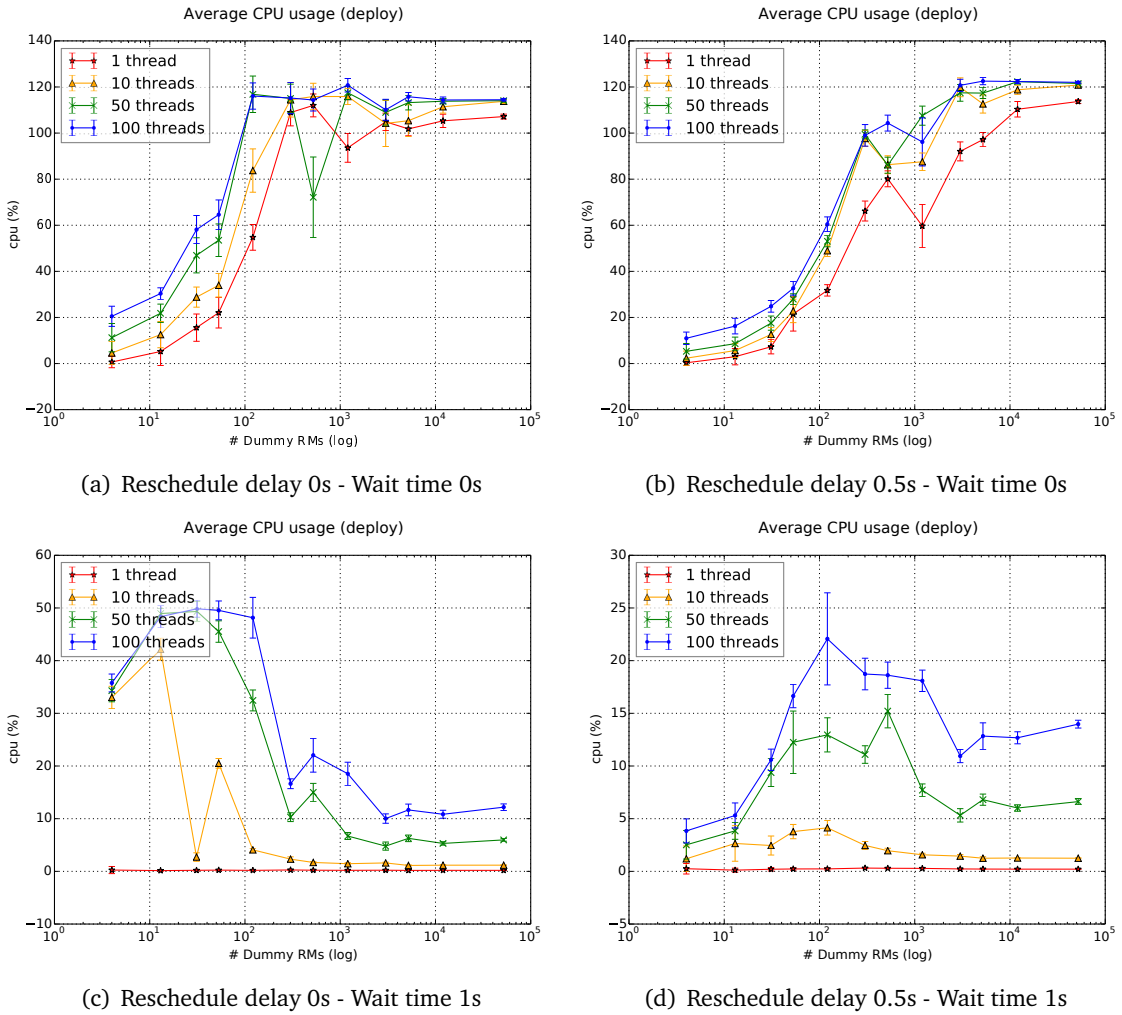 Average CPU usage (deploy)
140
120
100
80
60
40
20
0
−20
cpu (%)
1 thread
10 threads
50 threads
100 threads
10^0
10^1
10^2
10^3
10^4
10^5
# Dummy RMs (log)
(a) Reschedule delay 0s - Wait time 0s
Average CPU usage (deploy)
140
120
100
80
60
40
20
0
−20
cpu (%)
1 thread
10 threads
50 threads
100 threads
10^0
10^1
10^2
10^3
10^4
10^5
# Dummy RMs (log)
(b) Reschedule delay 0.5s - Wait time 0s
Average CPU usage (deploy)
60
50
40
30
20
10
0
−10
cpu (%)
1 thread
10 threads
50 threads
100 threads
10^0
10^1
10^2
10^3
10^4
10^5
# Dummy RMs (log)
(c) Reschedule delay 0s - Wait time 1s
Average CPU usage (deploy)
30
25
20
15
10
5
0
−5
cpu (%)
1 thread
10 threads
50 threads
100 threads
10^0
10^1
10^2
10^3
10^4
10^5
# Dummy RMs (log)
(d) Reschedule delay 0.5s - Wait time 1s